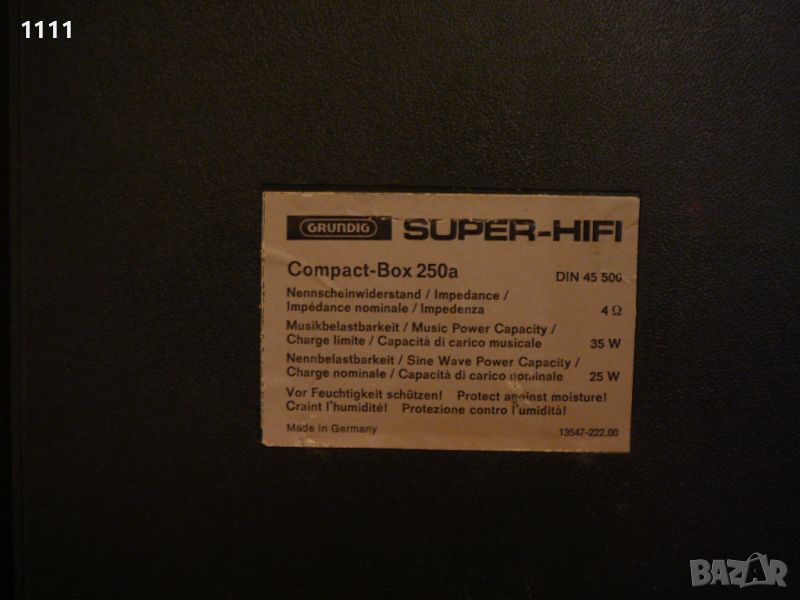 1111
GRUNDIG SUPER-HIFI
Compact-Box 250a DIN 45 500
Nennscheinwiderstand / Impedance /
Impédance nominale / Impedenza 4 Ω
Musikbelastbarkeit / Music Power Capacity /
Charge limite / Capacità di carico musicale 35 W
Nennbelastbarkeit / Sine Wave Power Capacity /
Charge nominale / Capacità di carico nominale 25 W
Vor Feuchtigkeit schützen! Protect against moisture!
Craint l'humidité! Protezione contro l'umidità!
Made in Germany 13547-222.00
BAZAR